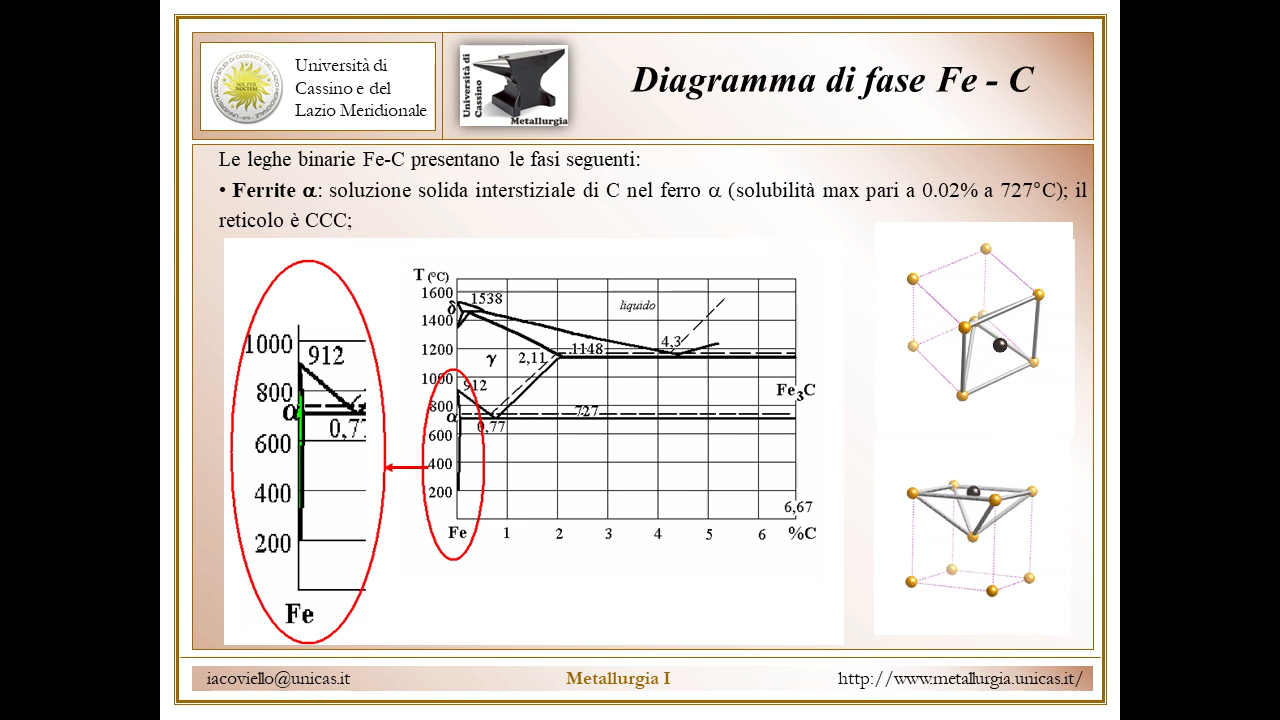 Università di
Cassino e del
Lazio Meridionale
Università di
Cassino
Metallurgia
Diagramma di fase Fe - C
Le leghe binarie Fe-C presentano le fasi seguenti:
• Ferrite α: soluzione solida interstiziale di C nel ferro α (solubilità max pari a 0.02% a 727°C); il
reticolo è CCC;
1000
912
800
α
0,7
600
400
200
Fe
T (°C)
1600
1538
liquido
δ
1400
4,3
1200
1148
γ
2,11
1000
912
Fe3C
800
727
α
0,77
600
400
200
6,67
Fe 1 2 3 4 5 6 %C
iacoviello@unicas.it
Metallurgia I
http://www.metallurgia.unicas.it/